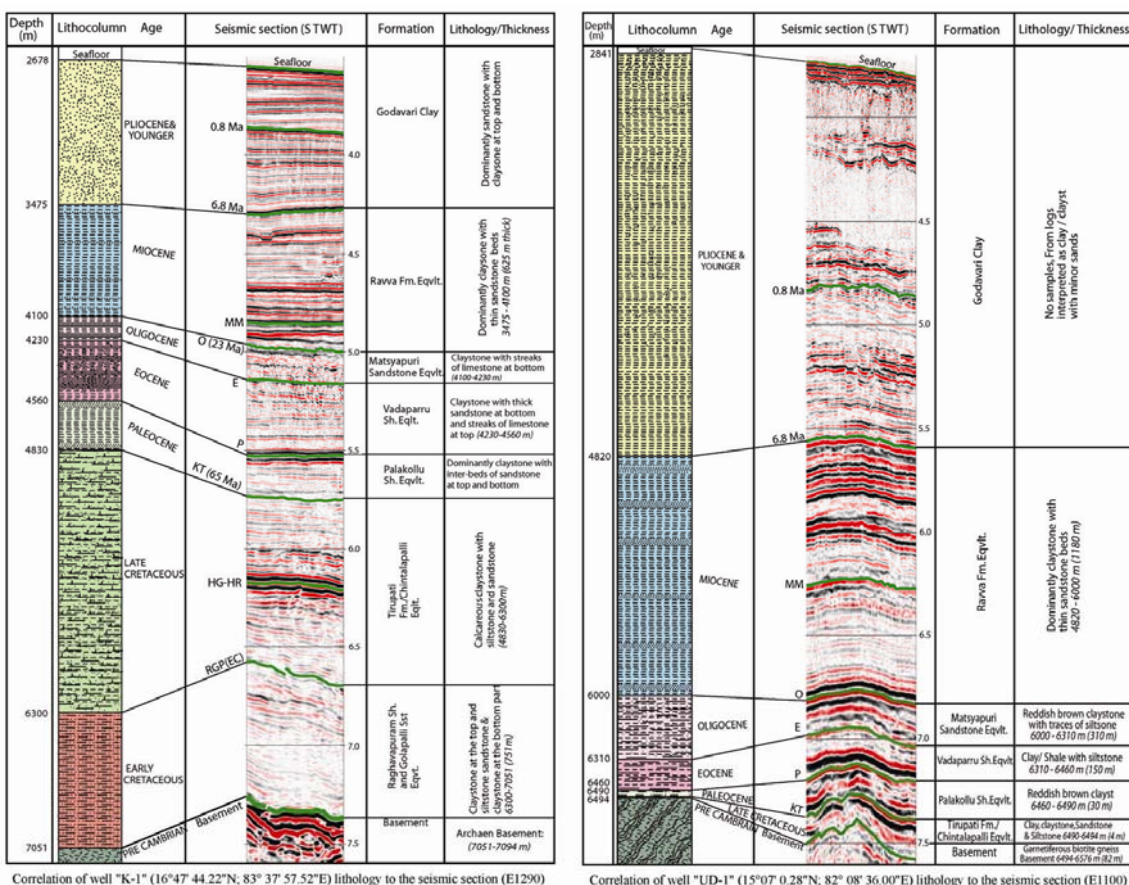 Depth (m)
Lithocolumn
Age
Seismic section (S TWT)
Formation
Lithology/Thickness
Seafloor
Seafloor
2678
3475
4100
4230
4560
4830
6300
7051
PLIOCENE& YOUNGER
MIOCENE
OLIGOCENE
EOCENE
PALEOCENE
LATE CRETACEOUS
EARLY CRETACEOUS
PRE CAMBRIAN
0.8 Ma
6.8 Ma
MM
O (23 Ma)
E
P
KT (65 Ma)
HG-HR
RGP(EC)
Basement
4.0
4.5
5.0
5.5
6.0
6.5
7.0
7.5
Godavari Clay
Dominantly sandstone with
claysone at top and bottom
Ravva Fm. Eqvlt.
Dominantly claysone with
thin sandstone beds
3475 - 4100 m (625 m thick)
Matsyapuri
Sandstone Eqvlt.
Claystone with streaks
of limestone at bottom
(4100-4230 m)
Vadaparru
Sh. Eqlt.
Claystone with thick
sandstone at bottom
and streaks of limestone
at top (4230-4560 m)
Palakollu
Sh. Eqvlt.
Dominantly claystone with
inter-beds of sandstone
at top and bottom
Tirupati
Fm./Chintalapalli
Eqlt.
Calcareous claystone with
siltstone and sandstone
(4830-6300m)
Raghavapuram Sh.
and Golapalli Sst
Eqvt.
Claystone at the top and
siltstone sandstone &
claystone at the bottom part
6300-7051 (751m)
Basement
Archaen Basement:
(7051-7094 m)
Correlation of well "K-1" (16°47' 44.22"N; 83° 37' 57.52"E) lithology to the seismic section (E1290)
Depth (m)
Lithocolumn
Age
Seismic section (S TWT)
Formation
Lithology/Thickness
Seafloor
Seafloor
2841
4820
6000
6310
6460
6490
6494
PLIOCENE & YOUNGER
MIOCENE
OLIGOCENE
EOCENE
PALEOCENE
LATE CRETACEOUS
PRE CAMBRIAN
0.8 Ma
6.8 Ma
MM
O
E
P
KT
Basement
4.5
5.0
5.5
6.0
6.5
7.0
7.5
Godavari Clay
No samples, From logs
interpreted as clay / clayst
with minor sands
Ravva Fm. Eqvlt.
Dominantly claystone with
thin sandstone beds
4820 - 6000 m (1180 m)
Matsyapuri
Sandstone Eqvlt.
Reddish brown claystone
with traces of siltsone
6000 - 6310 m (310 m)
Vadaparru Sh.Eqvlt.
Clay/ Shale with siltstone
6310 - 6460 m (150 m)
Palakollu Sh.Eqvlt.
Reddish brown clayst
6460 - 6490 m (30 m)
Tirupati Fm./
Chintalapalli Eqvlt.
Clay, claystone,Sandstone
& Siltstone 6490-6494 m (4 m)
Basement
Garnetiferous biotite gneiss
Basement 6494-6576 m (82 m)
Correlation of well "UD-1" (15°07' 0.28"N; 82° 08' 36.00"E) lithology to the seismic section (E1100)